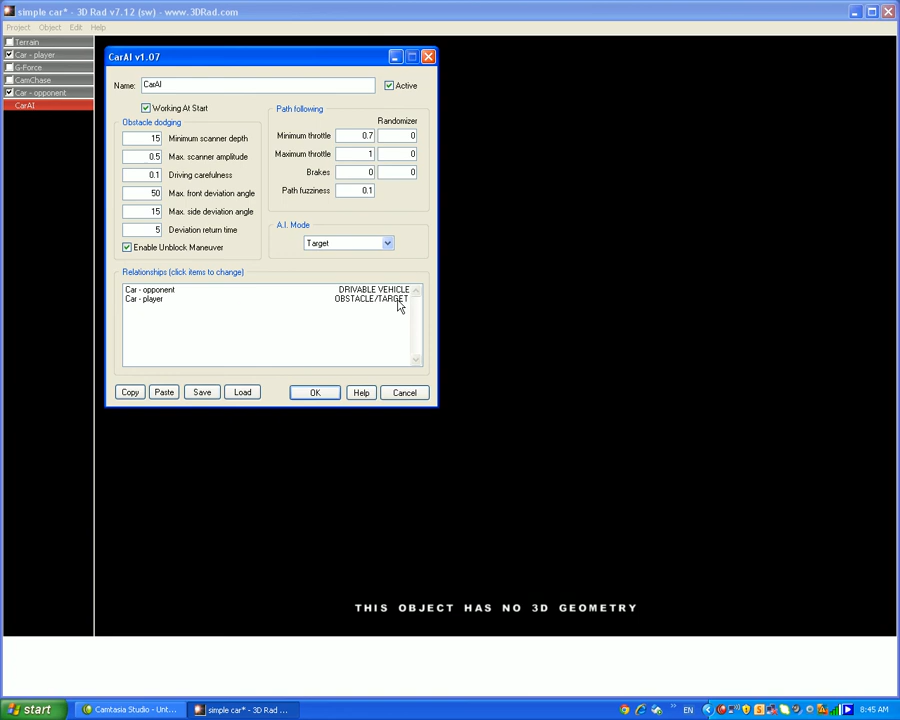 simple car* - 3D Rad v7.12 (sw) - www.3DRad.com
Project Object Edit Help
Terrain
Car - player
G-Force
CamChase
Car - opponent
CarAI
CarAI v1.07
Name: CarAI Active
Working At Start
Obstacle dodging
15 Minimum scanner depth
0.5 Max. scanner amplitude
0.1 Driving carefulness
50 Max. front deviation angle
15 Max. side deviation angle
5 Deviation return time
Enable Unblock Maneuver
Path following
Randomizer
Minimum throttle 0.7 0
Maximum throttle 1 0
Brakes 0 0
Path fuzziness 0.1
A.I. Mode
Target
Relationships (click items to change)
Car - opponent DRIVABLE VEHICLE
Car - player OBSTACLE/TARGET
Copy Paste Save Load OK Help Cancel
THIS OBJECT HAS NO 3D GEOMETRY
start Camtasia Studio - Unt... simple car* - 3D Rad ... EN 8:45 AM